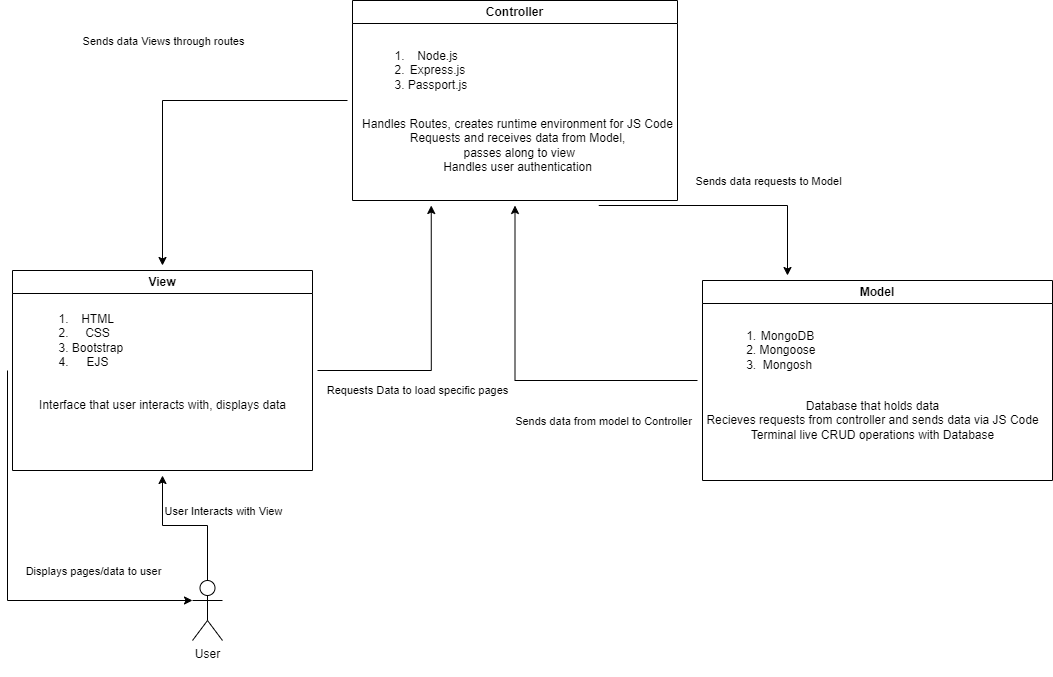 Controller
Sends data Views through routes
1. Node.js
2. Express.js
3. Passport.js
Handles Routes, creates runtime environment for JS Code
Requests and receives data from Model,
passes along to view
Handles user authentication
Sends data requests to Model
View
1. HTML
2. CSS
3. Bootstrap
4. EJS
Interface that user interacts with, displays data
Requests Data to load specific pages
Model
1. MongoDB
2. Mongoose
3. Mongosh
Database that holds data
Recieves requests from controller and sends data via JS Code
Terminal live CRUD operations with Database
Sends data from model to Controller
User Interacts with View
Displays pages/data to user
User